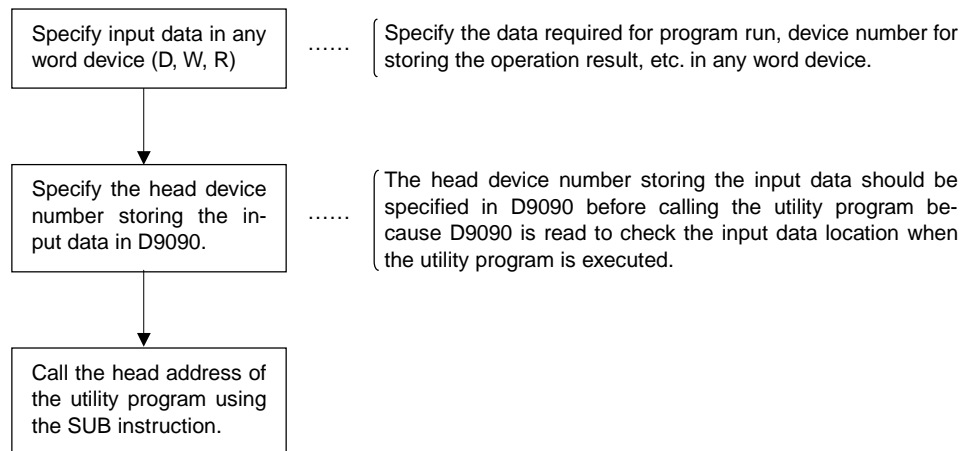 Specify input data in any
word device (D, W, R)
......
Specify the data required for program run, device number for
storing the operation result, etc. in any word device.
Specify the head device
number storing the in-
put data in D9090.
......
The head device number storing the input data should be
specified in D9090 before calling the utility program be-
cause D9090 is read to check the input data location when
the utility program is executed.
Call the head address of
the utility program using
the SUB instruction.